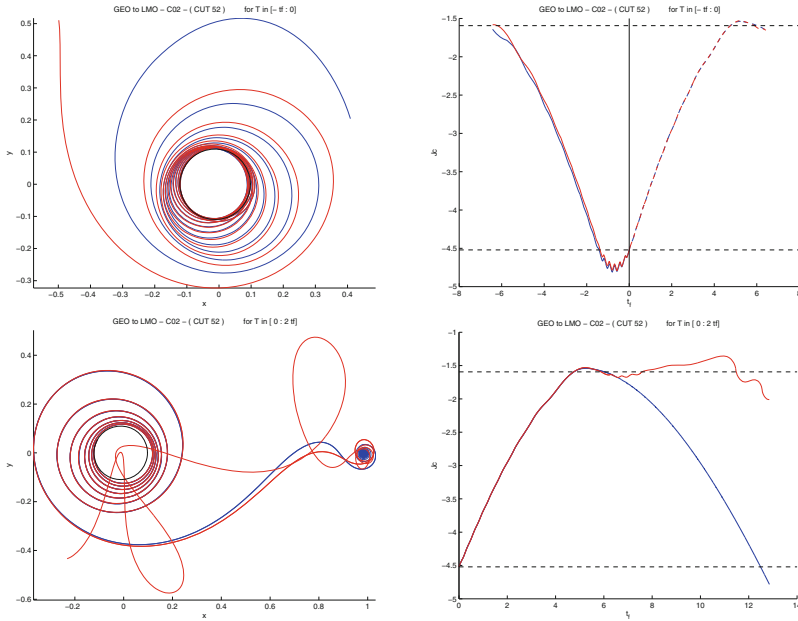 GEO to LMO − C02 − ( CUT 52 ) for T in [− tf : 0]
0.5
0.4
0.3
0.2
0.1
0
−0.1
−0.2
−0.3
y
−0.5 −0.4 −0.3 −0.2 −0.1 0 0.1 0.2 0.3 0.4
x
GEO to LMO − C02 − ( CUT 52 ) for T in [− tf : 0]
−1.5
−2
−2.5
−3
−3.5
−4
−4.5
−5
Jc
−8 −6 −4 −2 0 2 4 6 8
t_f
GEO to LMO − C02 − ( CUT 52 ) for T in [ 0 : 2 tf]
0.4
0.2
0
−0.2
−0.4
−0.6
y
−0.2 0 0.2 0.4 0.6 0.8 1
x
GEO to LMO − C02 − ( CUT 52 ) for T in [ 0 : 2 tf]
−1
−1.5
−2
−2.5
−3
−3.5
−4
−4.5
−5
Jc
0 2 4 6 8 10 12 14
t_f